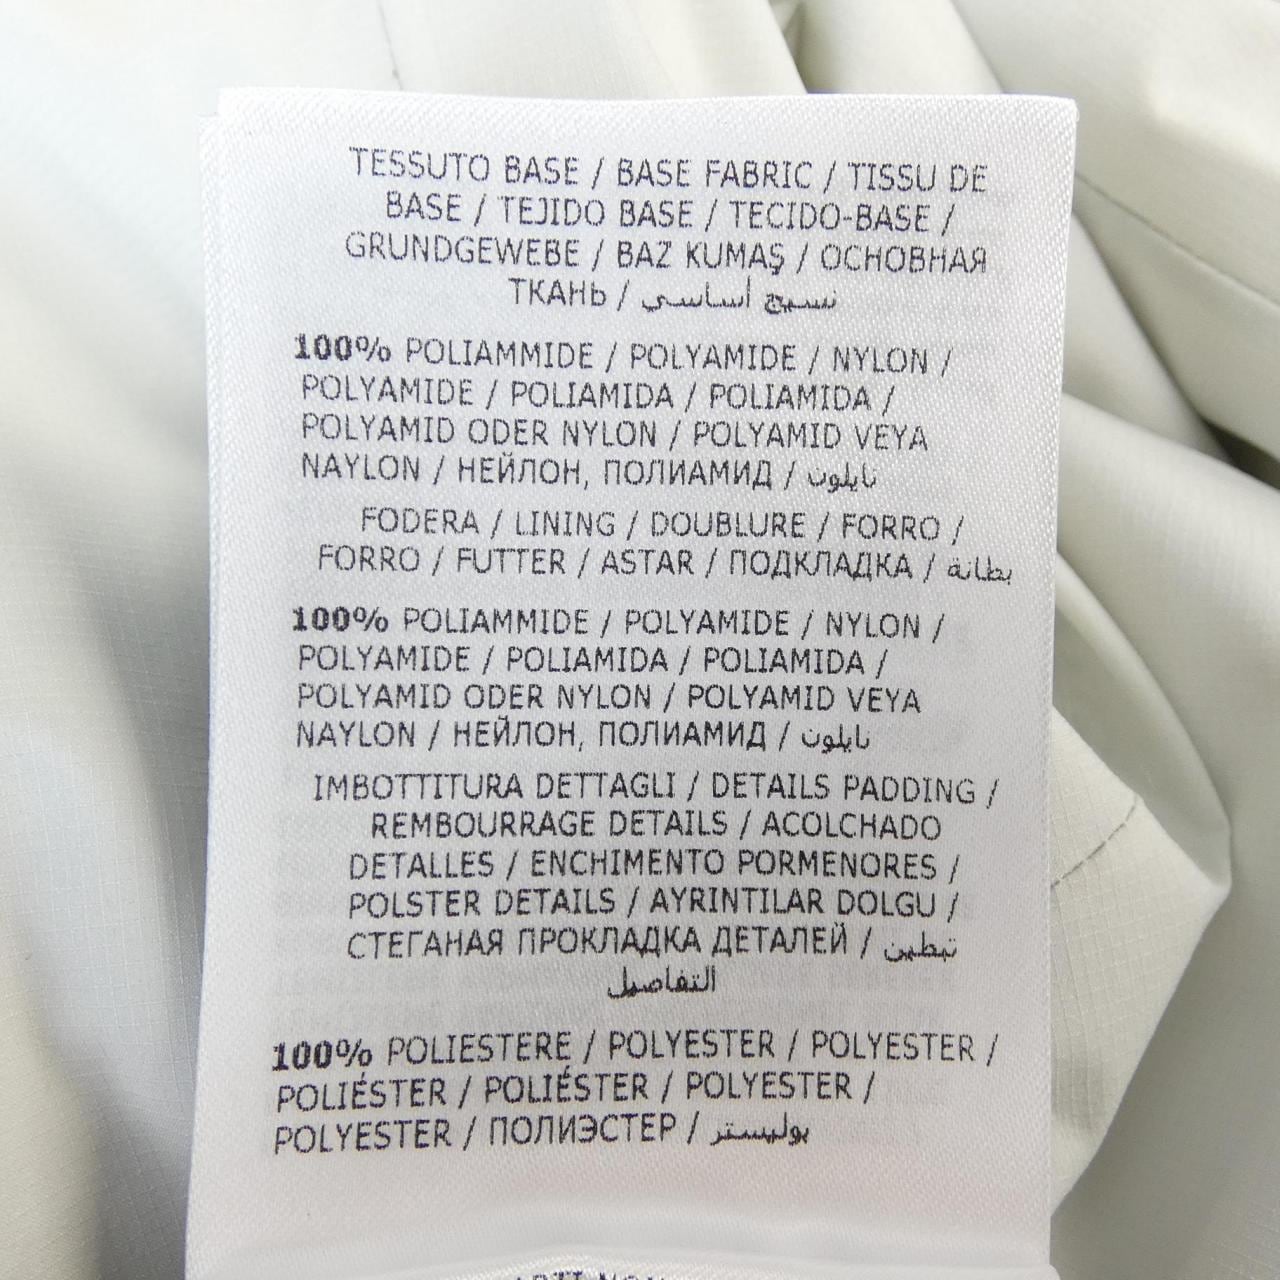 TESSUTO BASE / BASE FABRIC / TISSU DE
BASE / TEJIDO BASE / TECIDO-BASE /
GRUNDGEWEBE / BAZ KUMAŞ / ОСНОВНАЯ
ТКАНЬ / نسيج أساسي
100% POLIAMMIDE / POLYAMIDE / NYLON /
POLYAMIDE / POLIAMIDA / POLIAMIDA /
POLYAMID ODER NYLON / POLYAMID VEYA
NAYLON / НЕЙЛОН, ПОЛИАМИД / نايلون
FODERA / LINING / DOUBLURE / FORRO /
FORRO / FUTTER / ASTAR / ПОДКЛАДКА / بطانة
100% POLIAMMIDE / POLYAMIDE / NYLON /
POLYAMIDE / POLIAMIDA / POLIAMIDA /
POLYAMID ODER NYLON / POLYAMID VEYA
NAYLON / НЕЙЛОН, ПОЛИАМИД / نايلون
IMBOTTITURA DETTAGLI / DETAILS PADDING /
REMBOURRAGE DETAILS / ACOLCHADO
DETALLES / ENCHIMENTO PORMENORES /
POLSTER DETAILS / AYRINTILAR DOLGU /
СТЕГАНАЯ ПРОКЛАДКА ДЕТАЛЕЙ / تبطين
التفاصيل
100% POLIESTERE / POLYESTER / POLYESTER /
POLIÉSTER / POLIÉSTER / POLYESTER /
POLYESTER / ПОЛИЭСТЕР / بوليستر